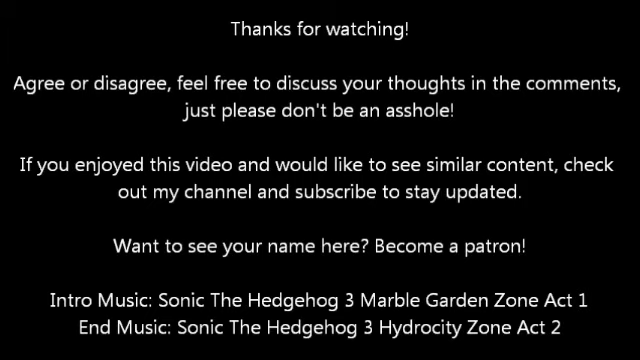 Thanks for watching!
Agree or disagree, feel free to discuss your thoughts in the comments,
just please don't be an asshole!
If you enjoyed this video and would like to see similar content, check
out my channel and subscribe to stay updated.
Want to see your name here? Become a patron!
Intro Music: Sonic The Hedgehog 3 Marble Garden Zone Act 1
End Music: Sonic The Hedgehog 3 Hydrocity Zone Act 2